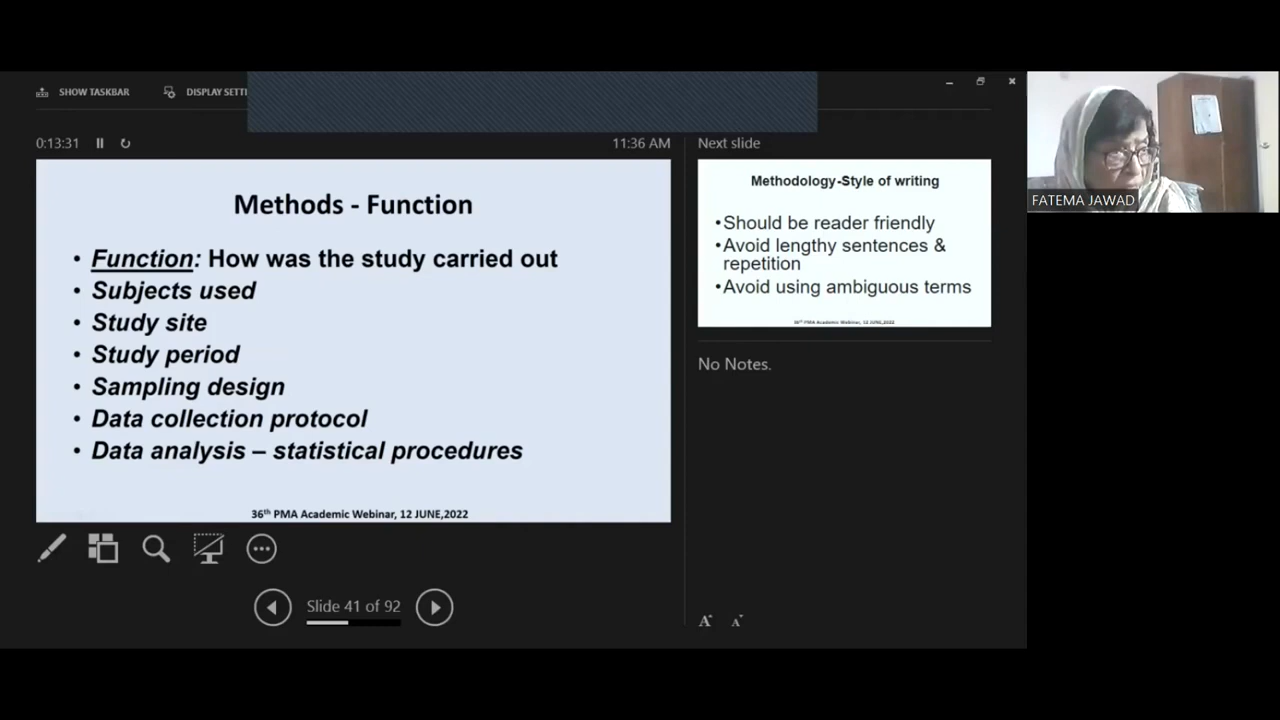 SHOW TASKBAR
DISPLAY SETTI
0:13:31
11:36 AM
Next slide
Methods - Function
• Function: How was the study carried out
• Subjects used
• Study site
• Study period
• Sampling design
• Data collection protocol
• Data analysis – statistical procedures
36th PMA Academic Webinar, 12 JUNE,2022
Methodology-Style of writing
•Should be reader friendly
•Avoid lengthy sentences &
repetition
•Avoid using ambiguous terms
36th PMA Academic Webinar, 12 JUNE,2022
No Notes.
Slide 41 of 92
A A
FATEMA JAWAD